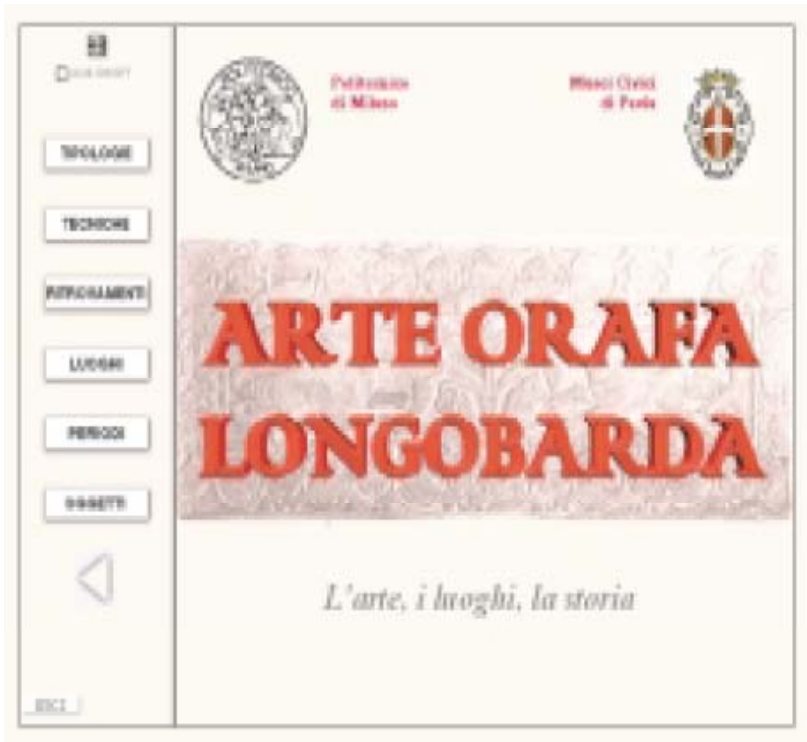 TIPOLOGIE
TECNICHE
RITROVAMENTI
LUOGHI
PERIODI
OGGETTI
ESCI
Politecnico
di Milano
Musei Civici
di Pavia
ARTE ORAFA
LONGOBARDA
L'arte, i luoghi, la storia